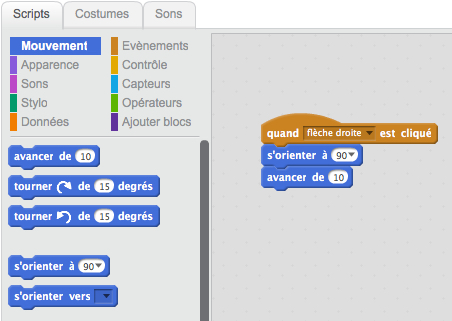 Scripts Costumes Sons
Mouvement Evènements
Apparence Contrôle
Sons Capteurs
Stylo Opérateurs
Données Ajouter blocs
avancer de 10
tourner de 15 degrés
tourner de 15 degrés
s'orienter à 90
s'orienter vers
quand flèche droite est cliqué
s'orienter à 90
avancer de 10